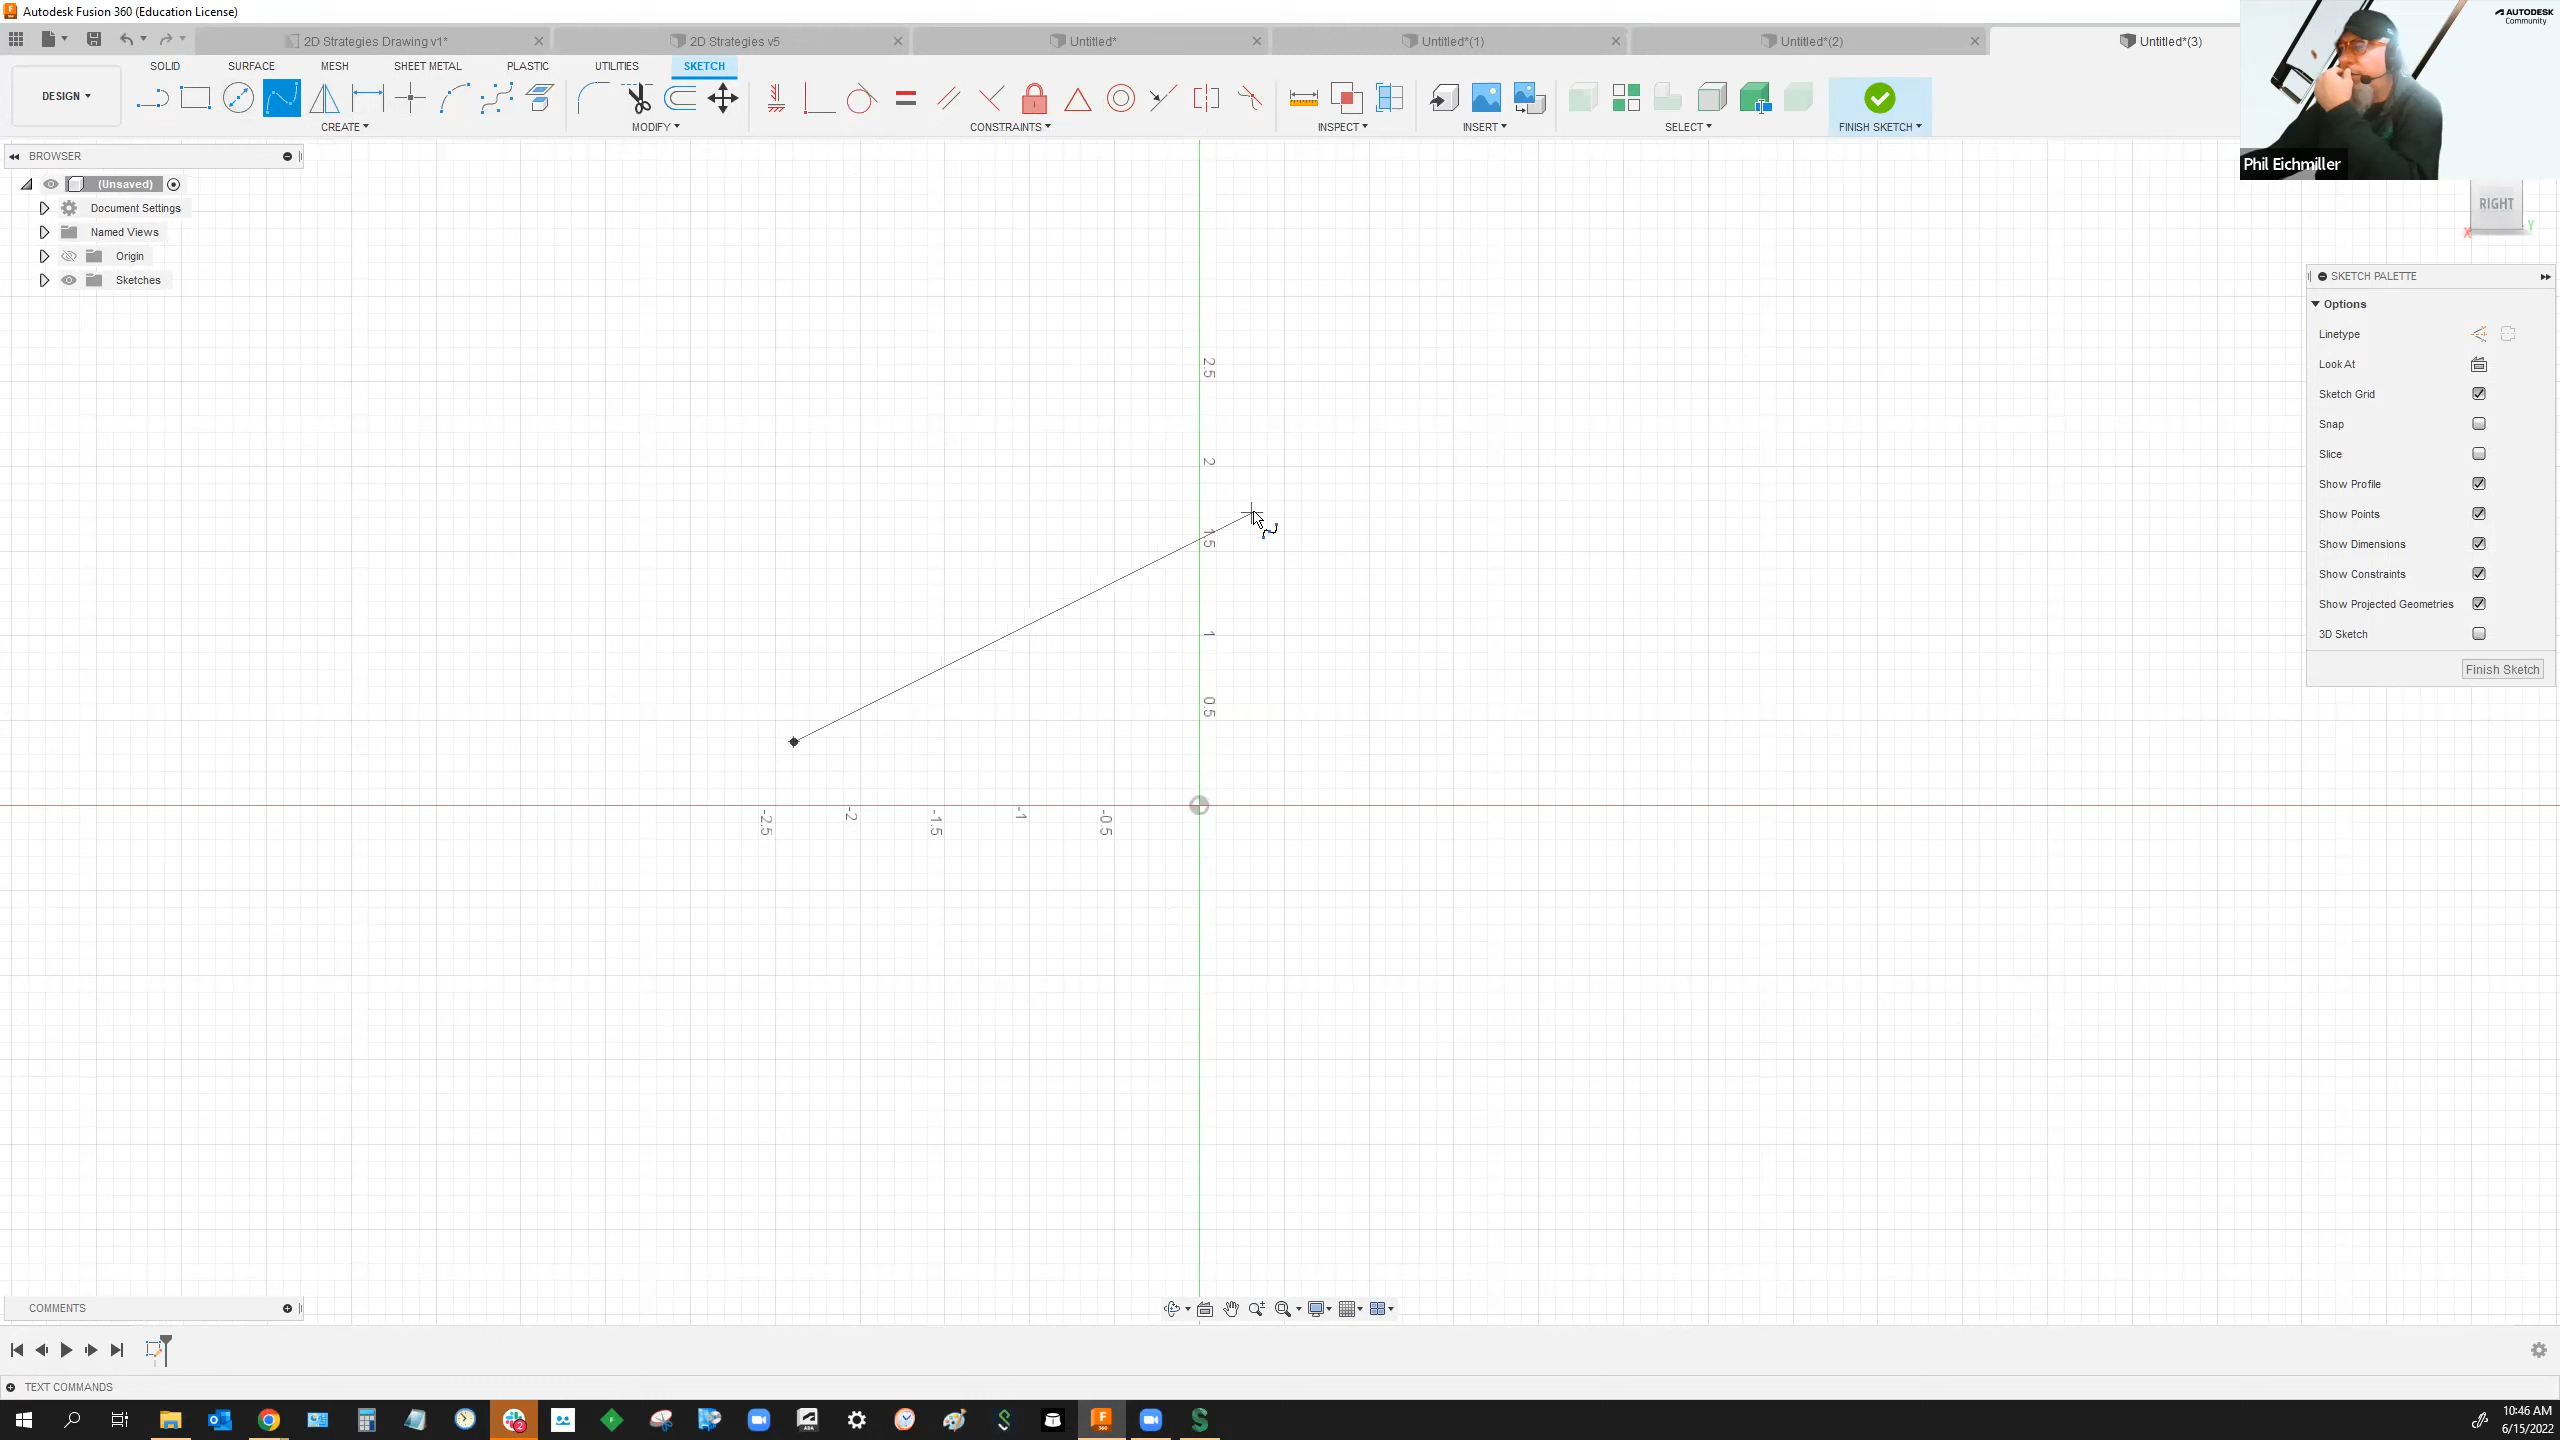 Autodesk Fusion 360 (Education License)
2D Strategies Drawing v1*
2D Strategies v5
Untitled*
Untitled*(1)
Untitled*(2)
Untitled*(3)
AUTODESK
Community
SOLID
SURFACE
MESH
SHEET METAL
PLASTIC
UTILITIES
SKETCH
DESIGN
CREATE
MODIFY
CONSTRAINTS
INSPECT
INSERT
SELECT
FINISH SKETCH
Phil Eichmiller
BROWSER
(Unsaved)
Document Settings
Named Views
Origin
Sketches
RIGHT
X
Y
SKETCH PALETTE
Options
Linetype
Look At
Sketch Grid
Snap
Slice
Show Profile
Show Points
Show Dimensions
Show Constraints
Show Projected Geometries
3D Sketch
Finish Sketch
2.5
2
1.5
1
0.5
-2.5
-2
-1.5
-1
-0.5
COMMENTS
TEXT COMMANDS
10:46 AM
6/15/2022